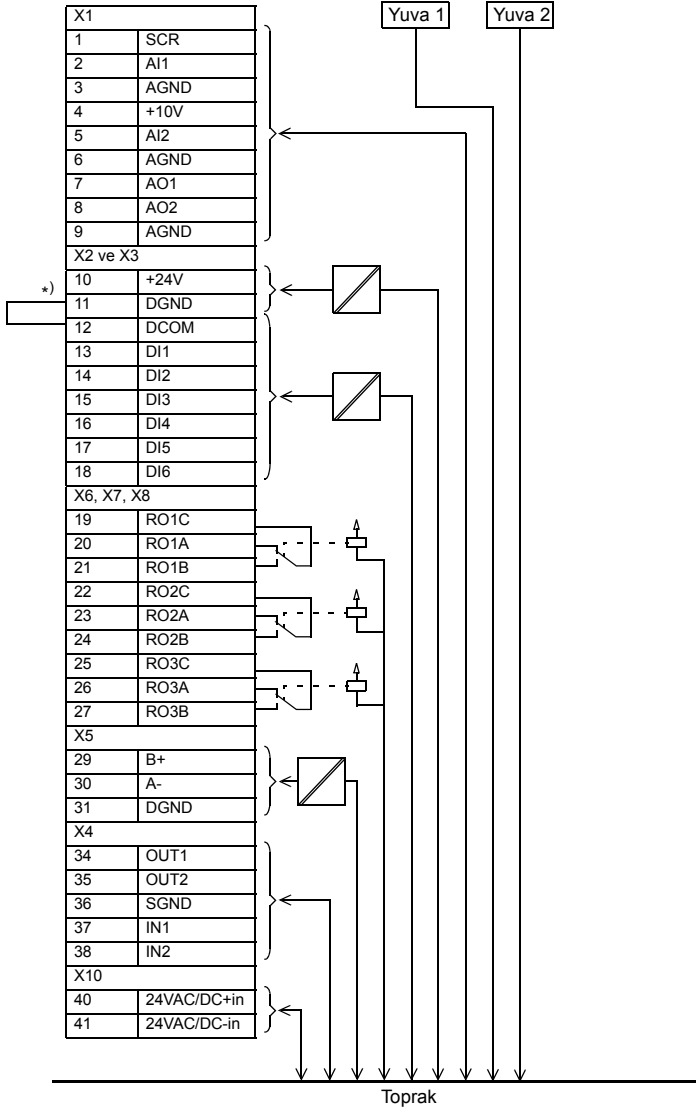 Yuva 1 Yuva 2
X1
1 SCR
2 AI1
3 AGND
4 +10V
5 AI2
6 AGND
7 AO1
8 AO2
9 AGND
X2 ve X3
10 +24V
*)
11 DGND
12 DCOM
13 DI1
14 DI2
15 DI3
16 DI4
17 DI5
18 DI6
X6, X7, X8
19 RO1C
20 RO1A
21 RO1B
22 RO2C
23 RO2A
24 RO2B
25 RO3C
26 RO3A
27 RO3B
X5
29 B+
30 A-
31 DGND
X4
34 OUT1
35 OUT2
36 SGND
37 IN1
38 IN2
X10
40 24VAC/DC+in
41 24VAC/DC-in
Toprak